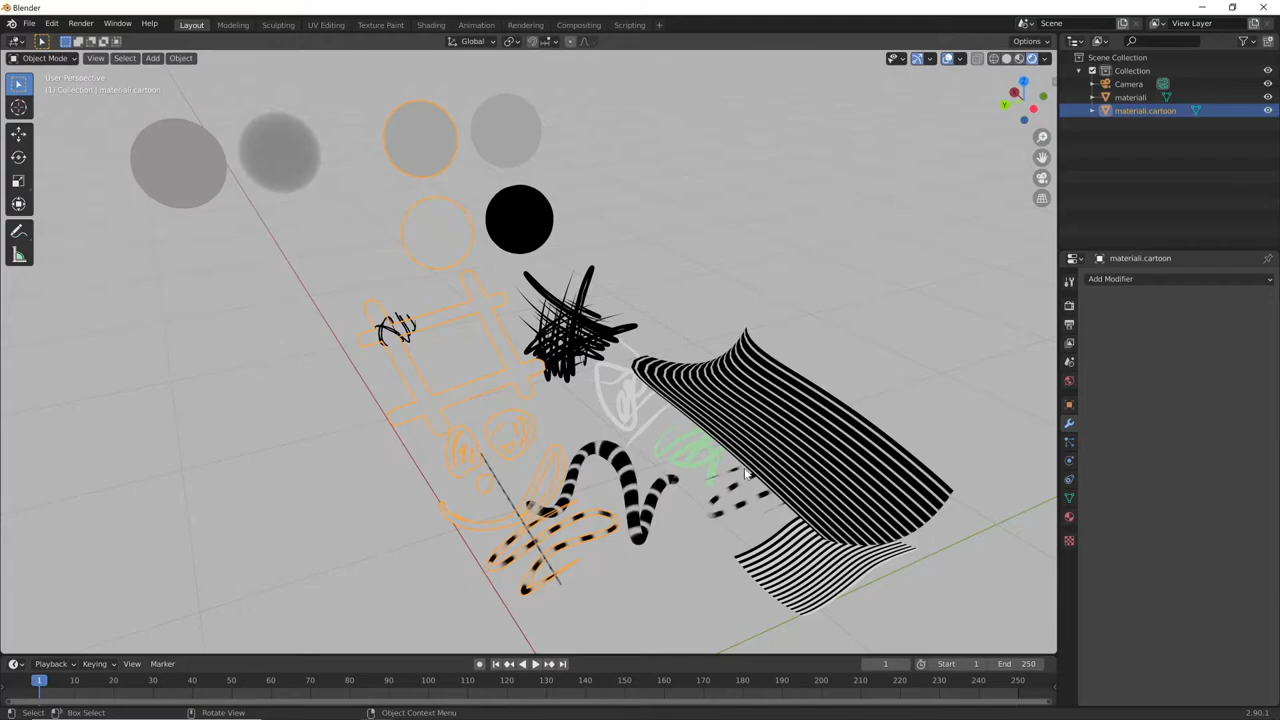 Blender
File Edit Render Window Help Layout Modeling Sculpting UV Editing Texture Paint Shading Animation Rendering Compositing Scripting + Scene View Layer
Global Options
Object Mode View Select Add Object
User Perspective
(1) Collection | materiali.cartoon
Scene Collection
Collection
Camera
materiali
materiali.cartoon
materiali.cartoon
Add Modifier
Y
Z
Playback Keying View Marker 1 Start 1 End 250
1 10 20 30 40 50 60 70 80 90 100 110 120 130 140 150 160 170 180 190 200 210 220 230 240 250
Select Box Select Rotate View Object Context Menu 2.90.1